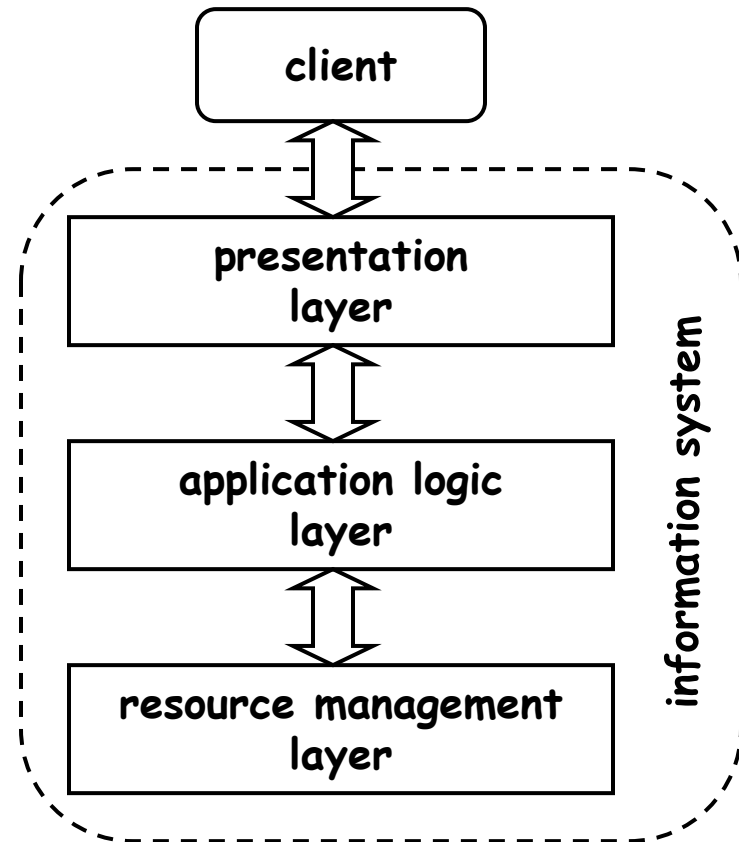 client
presentation
layer
application logic
layer
resource management
layer
information system